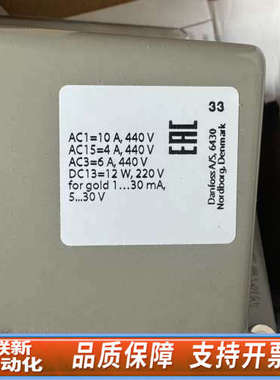 33
AC1=10 A, 440 V
AC15=4 A, 440 V
AC3=6 A, 440 V
DC13=12 W, 220 V
for gold 1...30 mA,
5...30 V
EAC
Danfoss A/S, 6430
Nordborg, Denmark
联新
动化
品质保障 支持开票